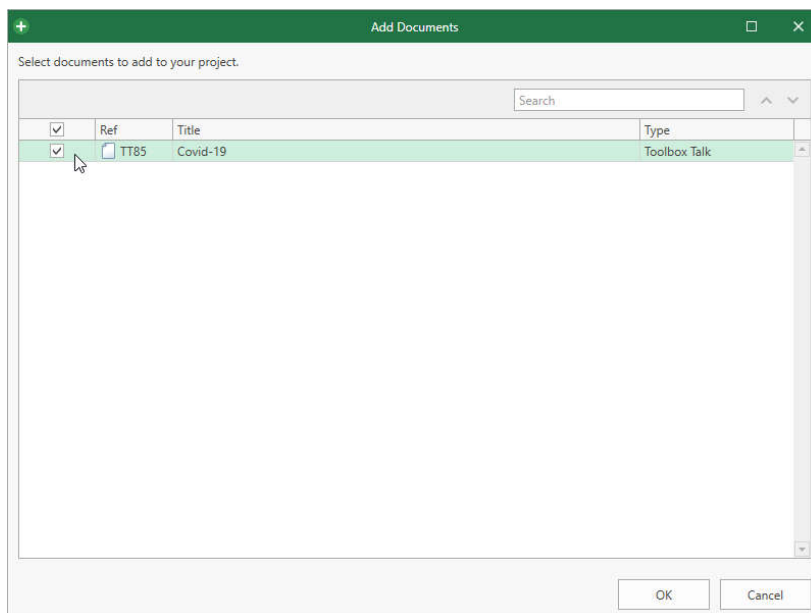 Add Documents
Select documents to add to your project.
Search
Ref Title Type
TT85 Covid-19 Toolbox Talk
OK Cancel